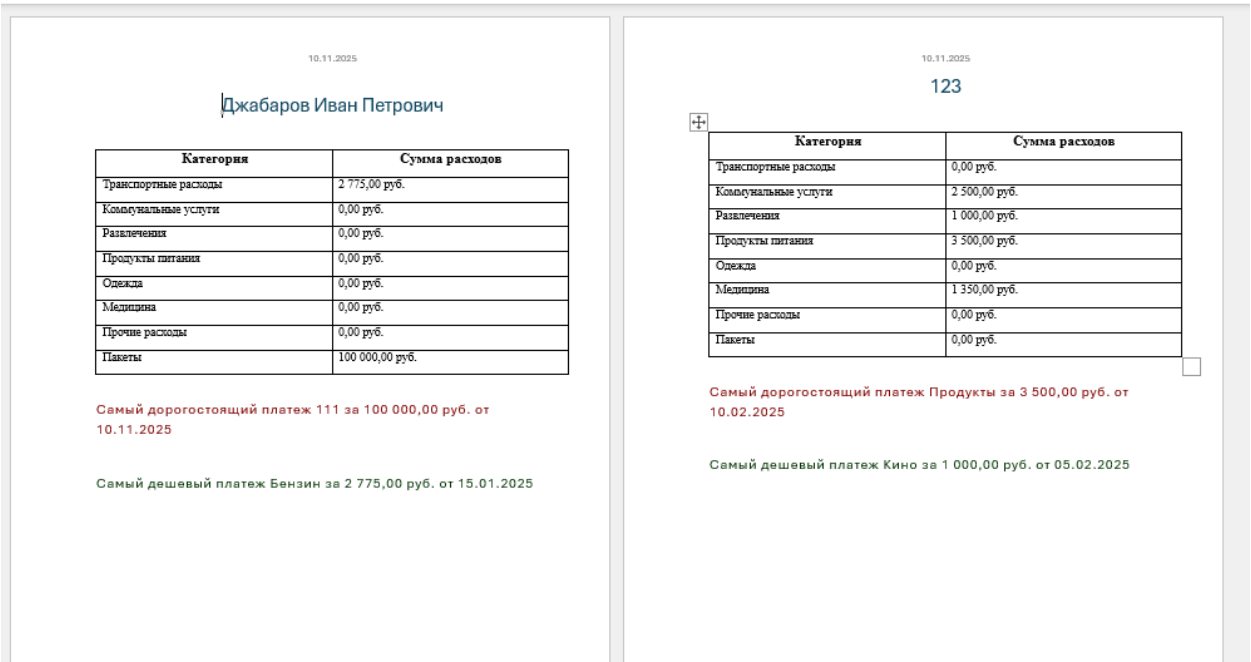 10.11.2025
Джабаров Иван Петрович
Категория Сумма расходов
Транспортные расходы 2 775,00 руб.
Коммунальные услуги 0,00 руб.
Развлечения 0,00 руб.
Продукты питания 0,00 руб.
Одежда 0,00 руб.
Медицина 0,00 руб.
Прочие расходы 0,00 руб.
Пакеты 100 000,00 руб.
Самый дорогостоящий платеж 111 за 100 000,00 руб. от
10.11.2025
Самый дешевый платеж Бензин за 2 775,00 руб. от 15.01.2025
10.11.2025
123
Категория Сумма расходов
Транспортные расходы 0,00 руб.
Коммунальные услуги 2 500,00 руб.
Развлечения 1 000,00 руб.
Продукты питания 3 500,00 руб.
Одежда 0,00 руб.
Медицина 1 350,00 руб.
Прочие расходы 0,00 руб.
Пакеты 0,00 руб.
Самый дорогостоящий платеж Продукты за 3 500,00 руб. от
10.02.2025
Самый дешевый платеж Кино за 1 000,00 руб. от 05.02.2025